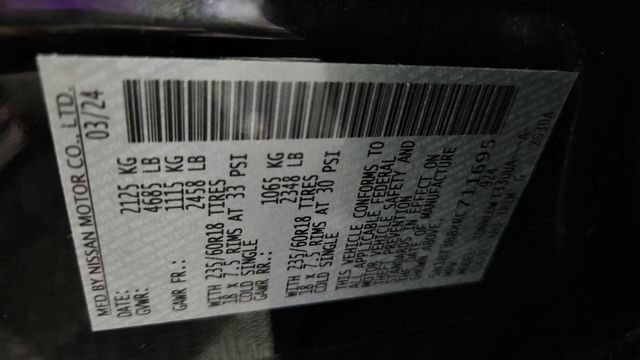 MFD BY NISSAN MOTOR CO., LTD.
DATE: 03/24
GVWR: 2125 KG
4685 LB
GAWR FR.: 1115 KG
2458 LB
WITH 235/60R18 TIRES
18 x 7.5 RIMS AT 33 PSI
COLD SINGLE
GAWR RR.: 1065 KG
2348 LB
WITH 235/60R18 TIRES
18 x 7.5 RIMS AT 30 PSI
COLD SINGLE
THIS VEHICLE CONFORMS TO
ALL APPLICABLE FEDERAL
MOTOR VEHICLE SAFETY AND
THEFT PREVENTION
STANDARDS IN EFFECT ON
THE DATE OF MANUFACTURE
SHOWN ABOVE
711695
974
G
A
2630A